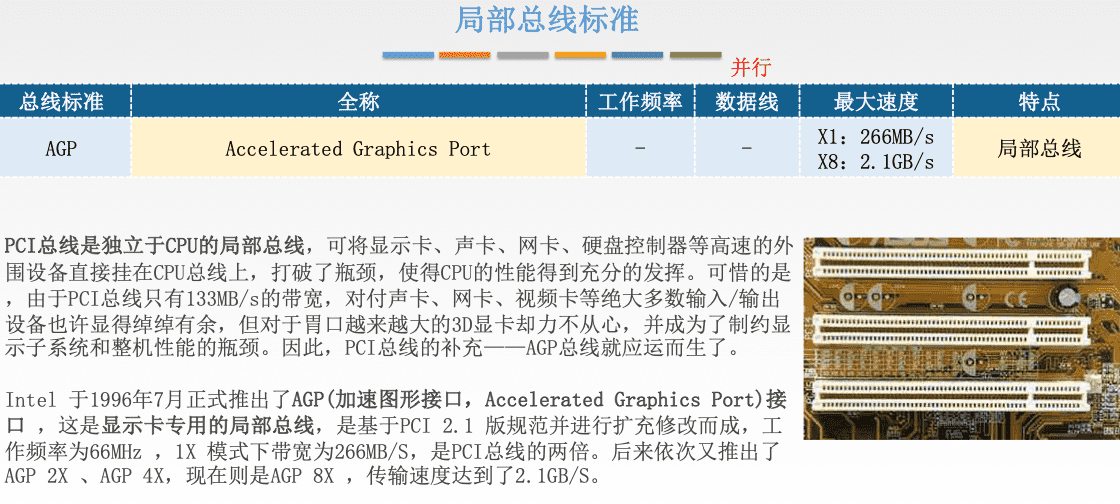 局部总线标准
并行
总线标准 全称 工作频率 数据线 最大速度 特点
AGP Accelerated Graphics Port - - X1: 266MB/s 局部总线
X8: 2.1GB/s
PCI总线是独立于CPU的局部总线，可将显示卡、声卡、网卡、硬盘控制器等高速的外
围设备直接挂在CPU总线上，打破了瓶颈，使得CPU的性能得到充分的发挥。可惜的是
，由于PCI总线只有133MB/s的带宽，对付声卡、网卡、视频卡等绝大多数输入/输出
设备也许显得绰绰有余，但对于胃口越来越大的3D显卡却力不从心，并成为了制约显
示子系统和整机性能的瓶颈。因此，PCI总线的补充——AGP总线就应运而生了。
Intel 于1996年7月正式推出了AGP(加速图形接口，Accelerated Graphics Port)接
口 ，这是显示卡专用的局部总线，是基于PCI 2.1 版规范并进行扩充修改而成，工
作频率为66MHz ，1X 模式下带宽为266MB/S，是PCI总线的两倍。后来依次又推出了
AGP 2X 、AGP 4X，现在则是AGP 8X ，传输速度达到了2.1GB/S。